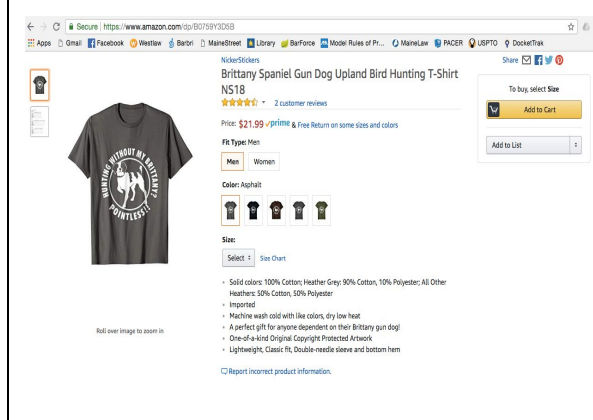 Secure | https://www.amazon.com/dp/B0759Y3D5B
Apps Gmail Facebook Westlaw Barbri MaineStreet Library BarForce Model Rules of Pr... MaineLaw PACER USPTO DocketTrak
NickerStickers
Share
Brittany Spaniel Gun Dog Upland Bird Hunting T-Shirt
NS18
2 customer reviews
Price: $21.99 prime & Free Return on some sizes and colors
Fit Type: Men
Men Women
Color: Asphalt
Size:
Select Size Chart
• Solid colors: 100% Cotton; Heather Grey: 90% Cotton, 10% Polyester; All Other
Heathers: 50% Cotton, 50% Polyester
• Imported
• Machine wash cold with like colors, dry low heat
• A perfect gift for anyone dependent on their Brittany gun dog!
• One-of-a-kind Original Copyright Protected Artwork
• Lightweight, Classic fit, Double-needle sleeve and bottom hem
Report incorrect product information.
HUNTING WITHOUT MY BRITTANY?
POINTLESS!!
Roll over image to zoom in
To buy, select Size
Add to Cart
Add to List